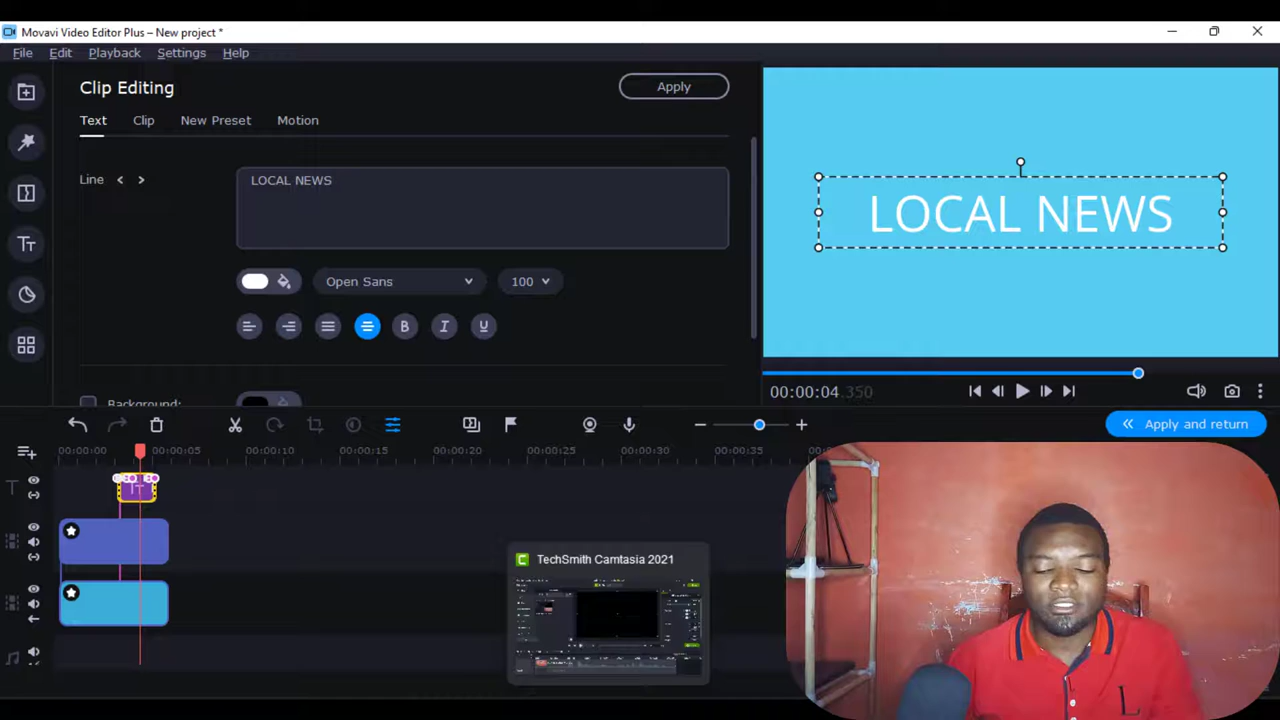 Movavi Video Editor Plus – New project *
File Edit Playback Settings Help
Clip Editing
Apply
Text Clip New Preset Motion
Line
LOCAL NEWS
Open Sans
100
B I U
Background:
LOCAL NEWS
00:00:04.350
Apply and return
00:00:00 00:00:05 00:00:10 00:00:15 00:00:20 00:00:25 00:00:30 00:00:35
TechSmith Camtasia 2021